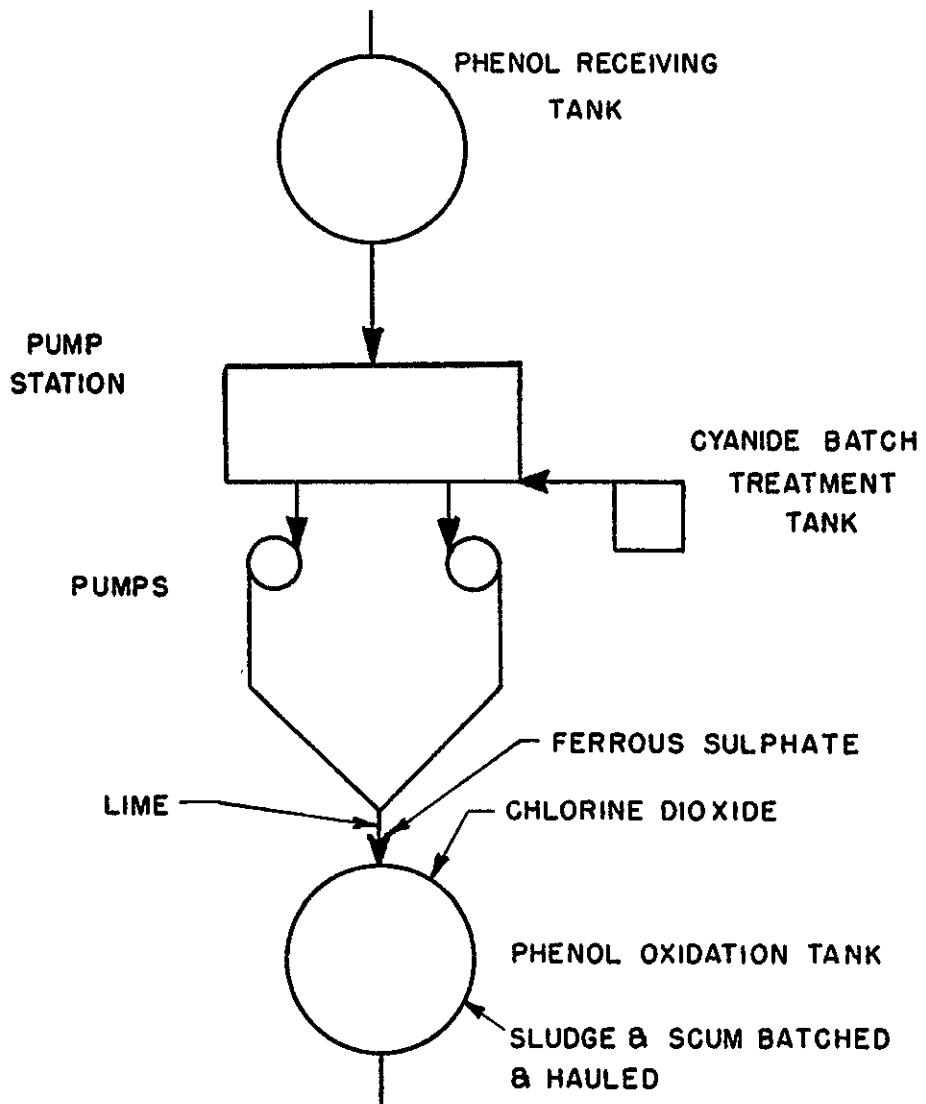 PHENOL RECEIVING
TANK
PUMP
STATION
CYANIDE BATCH
TREATMENT
TANK
PUMPS
FERROUS SULPHATE
LIME
CHLORINE DIOXIDE
PHENOL OXIDATION TANK
SLUDGE & SCUM BATCHED
& HAULED